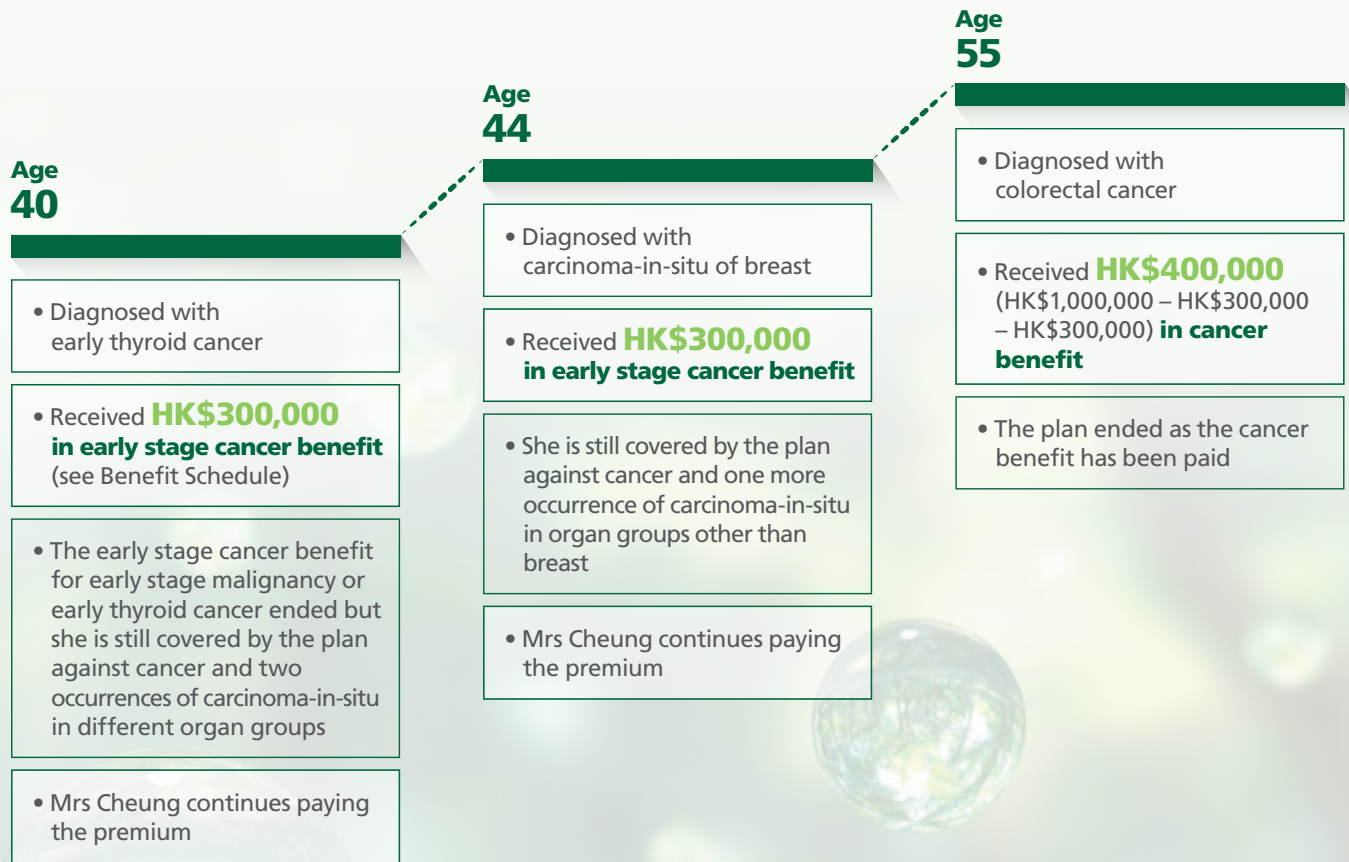 Age
40
• Diagnosed with
early thyroid cancer
• Received HK$300,000
in early stage cancer benefit
(see Benefit Schedule)
• The early stage cancer benefit
for early stage malignancy or
early thyroid cancer ended but
she is still covered by the plan
against cancer and two
occurrences of carcinoma-in-situ
in different organ groups
• Mrs Cheung continues paying
the premium
Age
44
• Diagnosed with
carcinoma-in-situ of breast
• Received HK$300,000
in early stage cancer benefit
• She is still covered by the plan
against cancer and one more
occurrence of carcinoma-in-situ
in organ groups other than
breast
• Mrs Cheung continues paying
the premium
Age
55
• Diagnosed with
colorectal cancer
• Received HK$400,000
(HK$1,000,000 – HK$300,000
– HK$300,000) in cancer
benefit
• The plan ended as the cancer
benefit has been paid